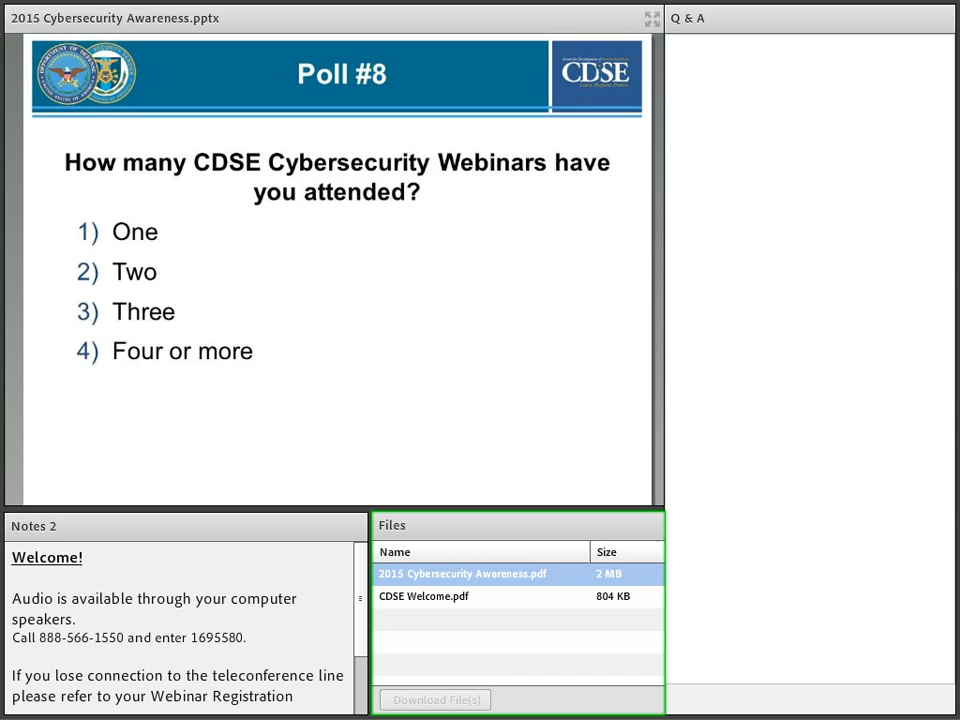 2015 Cybersecurity Awareness.pptx
Q & A
Poll #8
CDSE
Learn. Perform. Protect.
How many CDSE Cybersecurity Webinars have
you attended?
1) One
2) Two
3) Three
4) Four or more
Notes 2
Welcome!
Audio is available through your computer
speakers.
Call 888-566-1550 and enter 1695580.
If you lose connection to the teleconference line
please refer to your Webinar Registration
Files
Name Size
2015 Cybersecurity Awareness.pdf 2 MB
CDSE Welcome.pdf 804 KB
Download File(s)